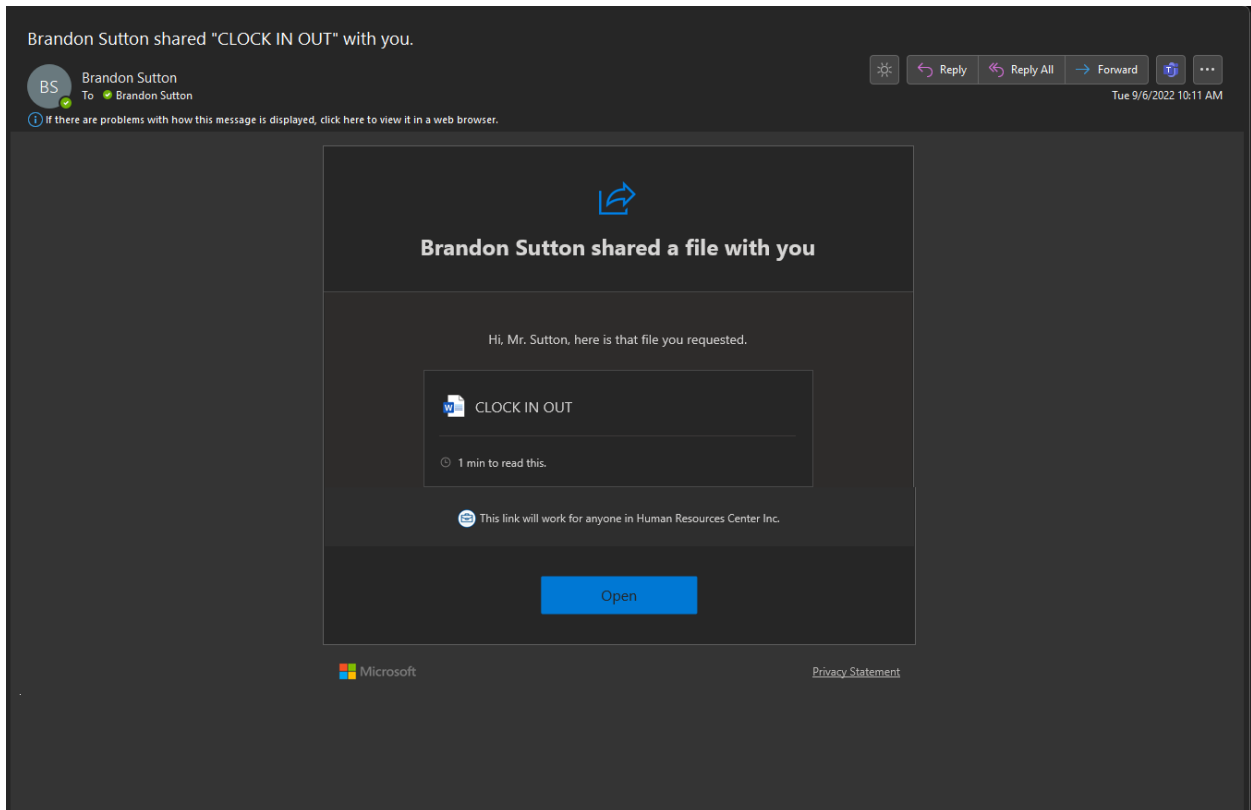 Brandon Sutton shared "CLOCK IN OUT" with you.
BS
Brandon Sutton
To Brandon Sutton
Reply
Reply All
Forward
Tue 9/6/2022 10:11 AM
If there are problems with how this message is displayed, click here to view it in a web browser.
Brandon Sutton shared a file with you
Hi, Mr. Sutton, here is that file you requested.
CLOCK IN OUT
1 min to read this.
This link will work for anyone in Human Resources Center Inc.
Open
Microsoft
Privacy Statement